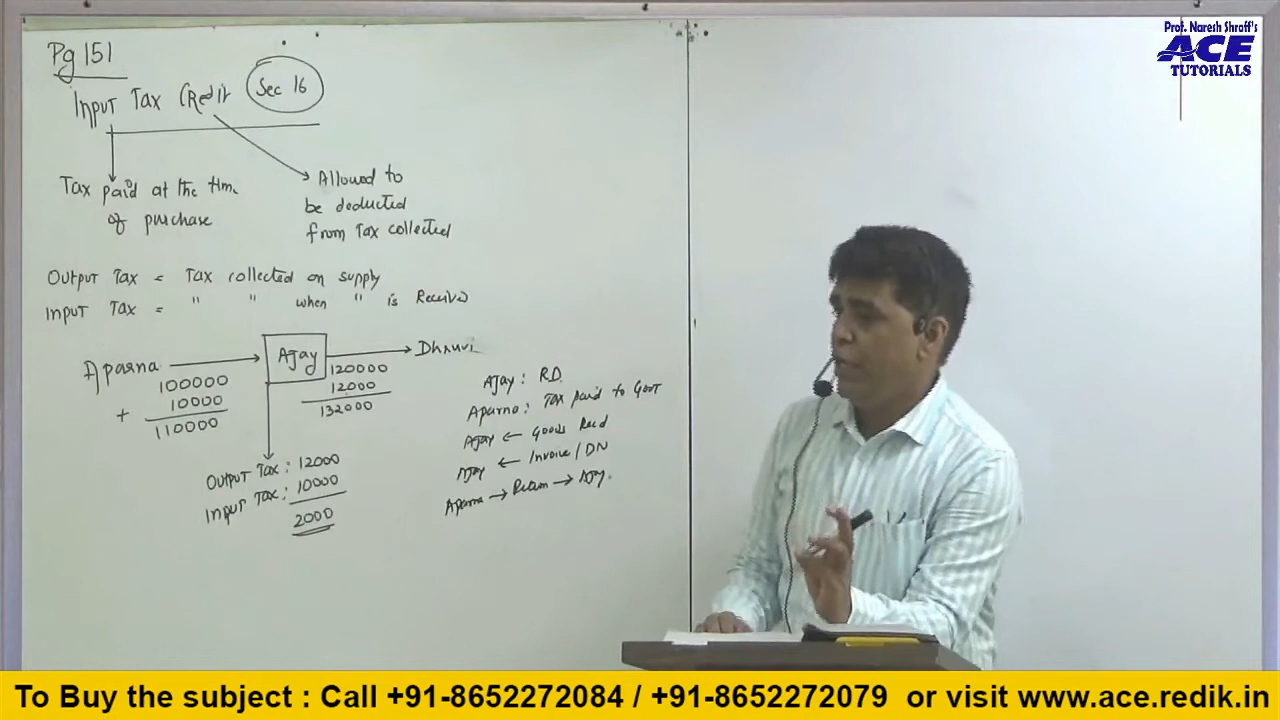 Pg 151
Input Tax Credit Sec 16
Tax paid at the time
of purchase
Allowed to
be deducted
from Tax collected
Output Tax = Tax collected on supply
Input Tax = " " when " is Received
Aparna
100000
+ 10000
110000
Ajay
120000
12000
132000
Dhruvi
Output Tax : 12000
Input Tax : 10000
2000
Ajay : RD
Aparna : Tax paid to Govt
Ajay ← Goods Recd
Ajay ← Invoice / DN
Aparna → Return → Ajay.
Prof. Naresh Shroff's
ACE
TUTORIALS
To Buy the subject : Call +91-8652272084 / +91-8652272079 or visit www.ace.redik.in